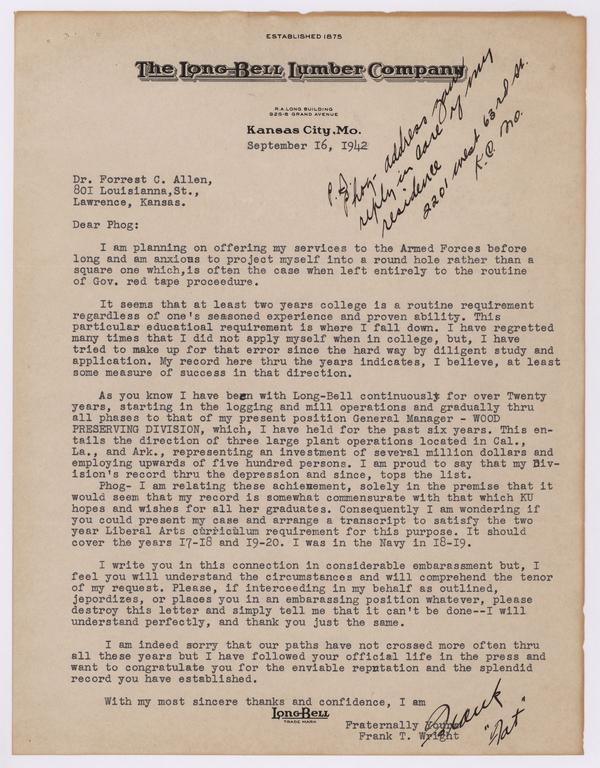 ESTABLISHED 1875
The Long-Bell Lumber Company
R.A. LONG BUILDING
928-8 GRAND AVENUE
Kansas City, Mo.
September 16, 1942
P.S.
Phog - address your
reply in care of my
residence
2201 West 63rd St.
K.C. Mo.
Dr. Forrest C. Allen,
801 Louisianna,St.,
Lawrence, Kansas.
Dear Phog:
I am planning on offering my services to the Armed Forces before
long and am anxious to project myself into a round hole rather than a
square one which,is often the case when left entirely to the routine
of Gov. red tape proceedure.
It seems that at least two years college is a routine requirement
regardless of one's seasoned experience and proven ability. This
particular educatioal requirement is where I fall down. I have regretted
many times that I did not apply myself when in college, but, I have
tried to make up for that error since the hard way by diligent study and
application. My record here thru the years indicates, I believe, at least
some measure of success in that direction.
As you know I have been with Long-Bell continuously for over Twenty
years, starting in the logging and mill operations and gradually thru
all phases to that of my present position General Manager - WOOD
PRESERVING DIVISION, which, I have held for the past six years. This en-
tails the direction of three large plant operations located in Cal.,
La., and Ark., representing an investment of several million dollars and
employing upwards of five hundred persons. I am proud to say that my Div-
ision's record thru the depression and since, tops the list.
Phog- I am relating these achievement, solely in the premise that it
would seem that my record is somewhat commensurate with that which KU
hopes and wishes for all her graduates. Consequently I am wondering if
you could present my case and arrange a transcript to satisfy the two
year Liberal Arts curriculum requirement for this purpose. It should
cover the years 17-18 and 19-20. I was in the Navy in 18-19.
I write you in this connection in considerable embarassment but, I
feel you will understand the circumstances and will comprehend the tenor
of my request. Please, if interceeding in my behalf as outlined,
jepordizes, or places you in an embarassing position whatever, please
destroy this letter and simply tell me that it can't be done--I will
understand perfectly, and thank you just the same.
I am indeed sorry that our paths have not crossed more often thru
all these years but I have followed your official life in the press and
want to congratulate you for the enviable reputation and the splendid
record you have established.
With my most sincere thanks and confidence, I am
Long-Bell
TRADE MARK
Fraternally Yours
Frank T. Wright
Frank
"Tat"